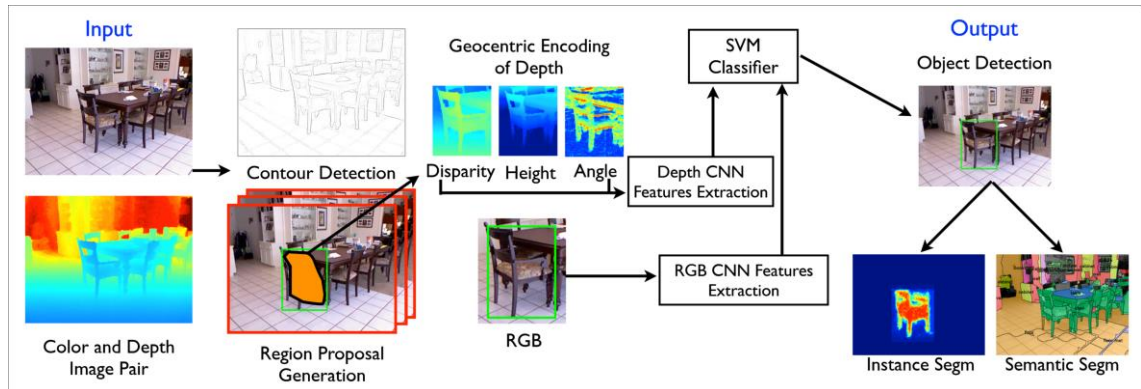 Input
Color and Depth
Image Pair
Contour Detection
Region Proposal
Generation
Geocentric Encoding
of Depth
Disparity
Height
Angle
RGB
Depth CNN
Features Extraction
RGB CNN Features
Extraction
SVM
Classifier
Output
Object Detection
Instance Segm
Semantic Segm